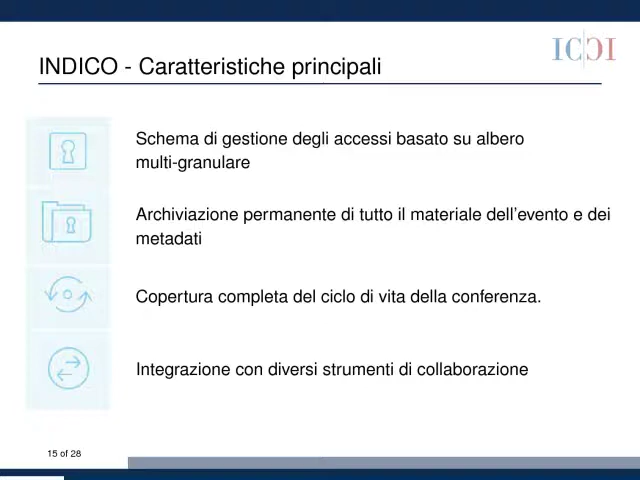 INDICO - Caratteristiche principali
Schema di gestione degli accessi basato su albero
multi-granulare
Archiviazione permanente di tutto il materiale dell'evento e dei
metadati
Copertura completa del ciclo di vita della conferenza.
Integrazione con diversi strumenti di collaborazione
15 of 28